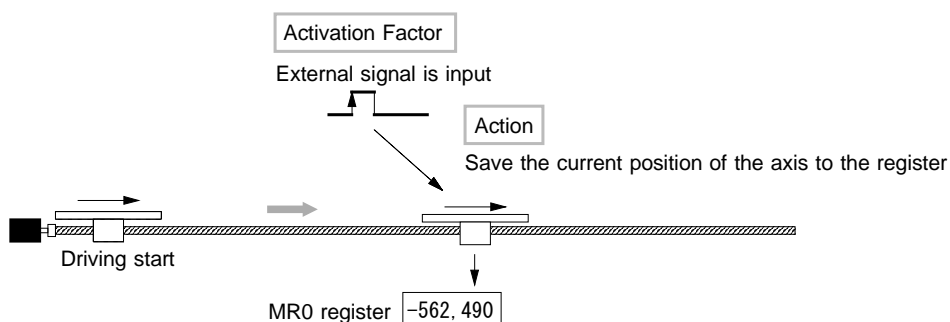 Activation Factor
External signal is input
Action
Save the current position of the axis to the register
Driving start
MR0 register -562,490